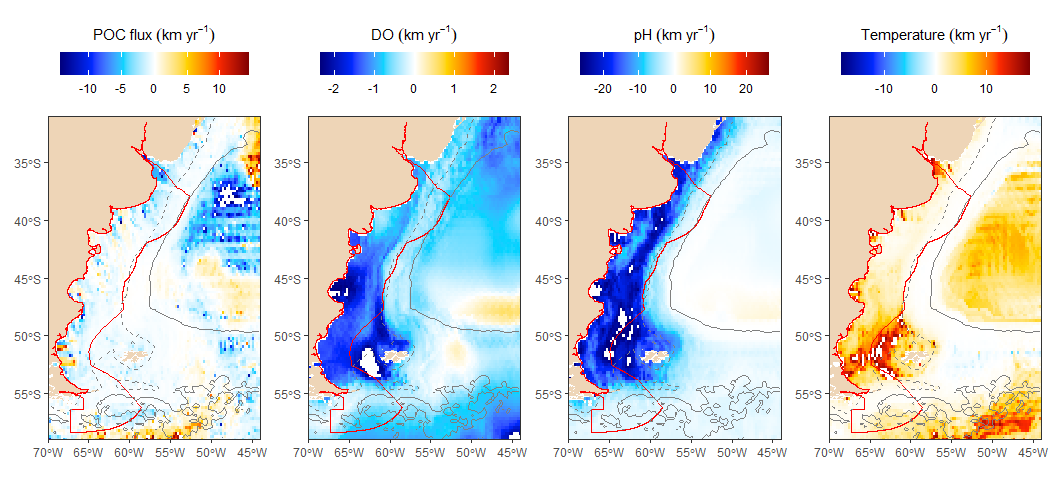 POC flux (km yr⁻¹) DO (km yr⁻¹) pH (km yr⁻¹) Temperature (km yr⁻¹)
-10 -5 0 5 10 -2 -1 0 1 2 -20 -10 0 10 20 -10 0 10
35°S 35°S 35°S 35°S
40°S 40°S 40°S 40°S
45°S 45°S 45°S 45°S
50°S 50°S 50°S 50°S
55°S 55°S 55°S 55°S
70°W 65°W 60°W 55°W 50°W 45°W 70°W 65°W 60°W 55°W 50°W 45°W 70°W 65°W 60°W 55°W 50°W 45°W 70°W 65°W 60°W 55°W 50°W 45°W